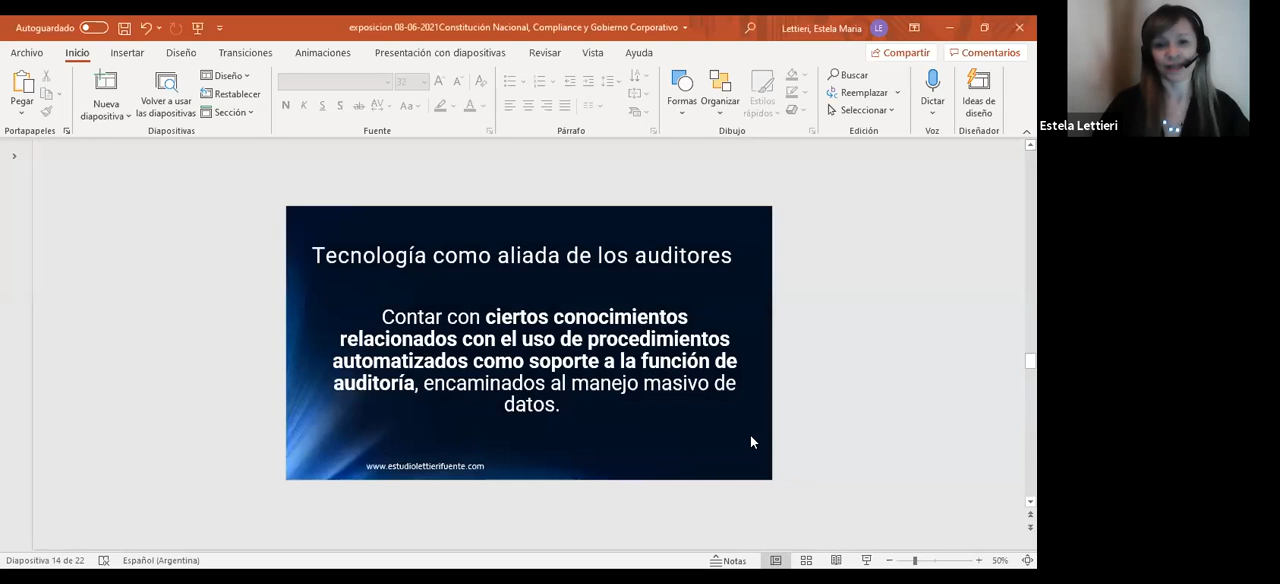 Autoguardado
exposicion 08-06-2021Constitución Nacional, Compliance y Gobierno Corporativo
Lettieri, Estela Maria
LE
Archivo Inicio Insertar Diseño Transiciones Animaciones Presentación con diapositivas Revisar Vista Ayuda
Compartir Comentarios
Pegar
Portapapeles
Nueva
diapositiva
Volver a usar
las diapositivas
Diseño
Restablecer
Sección
Diapositivas
32
N K S S ab AV Aa A
Fuente
Párrafo
Formas
Organizar
Estilos
rápidos
Dibujo
Buscar
Reemplazar
Seleccionar
Edición
Dictar
Voz
Ideas de
diseño
Diseñador
Estela Lettieri
Tecnología como aliada de los auditores
Contar con ciertos conocimientos
relacionados con el uso de procedimientos
automatizados como soporte a la función de
auditoría, encaminados al manejo masivo de
datos.
www.estudiolettierifuente.com
Diapositiva 14 de 22
Español (Argentina)
Notas
50%